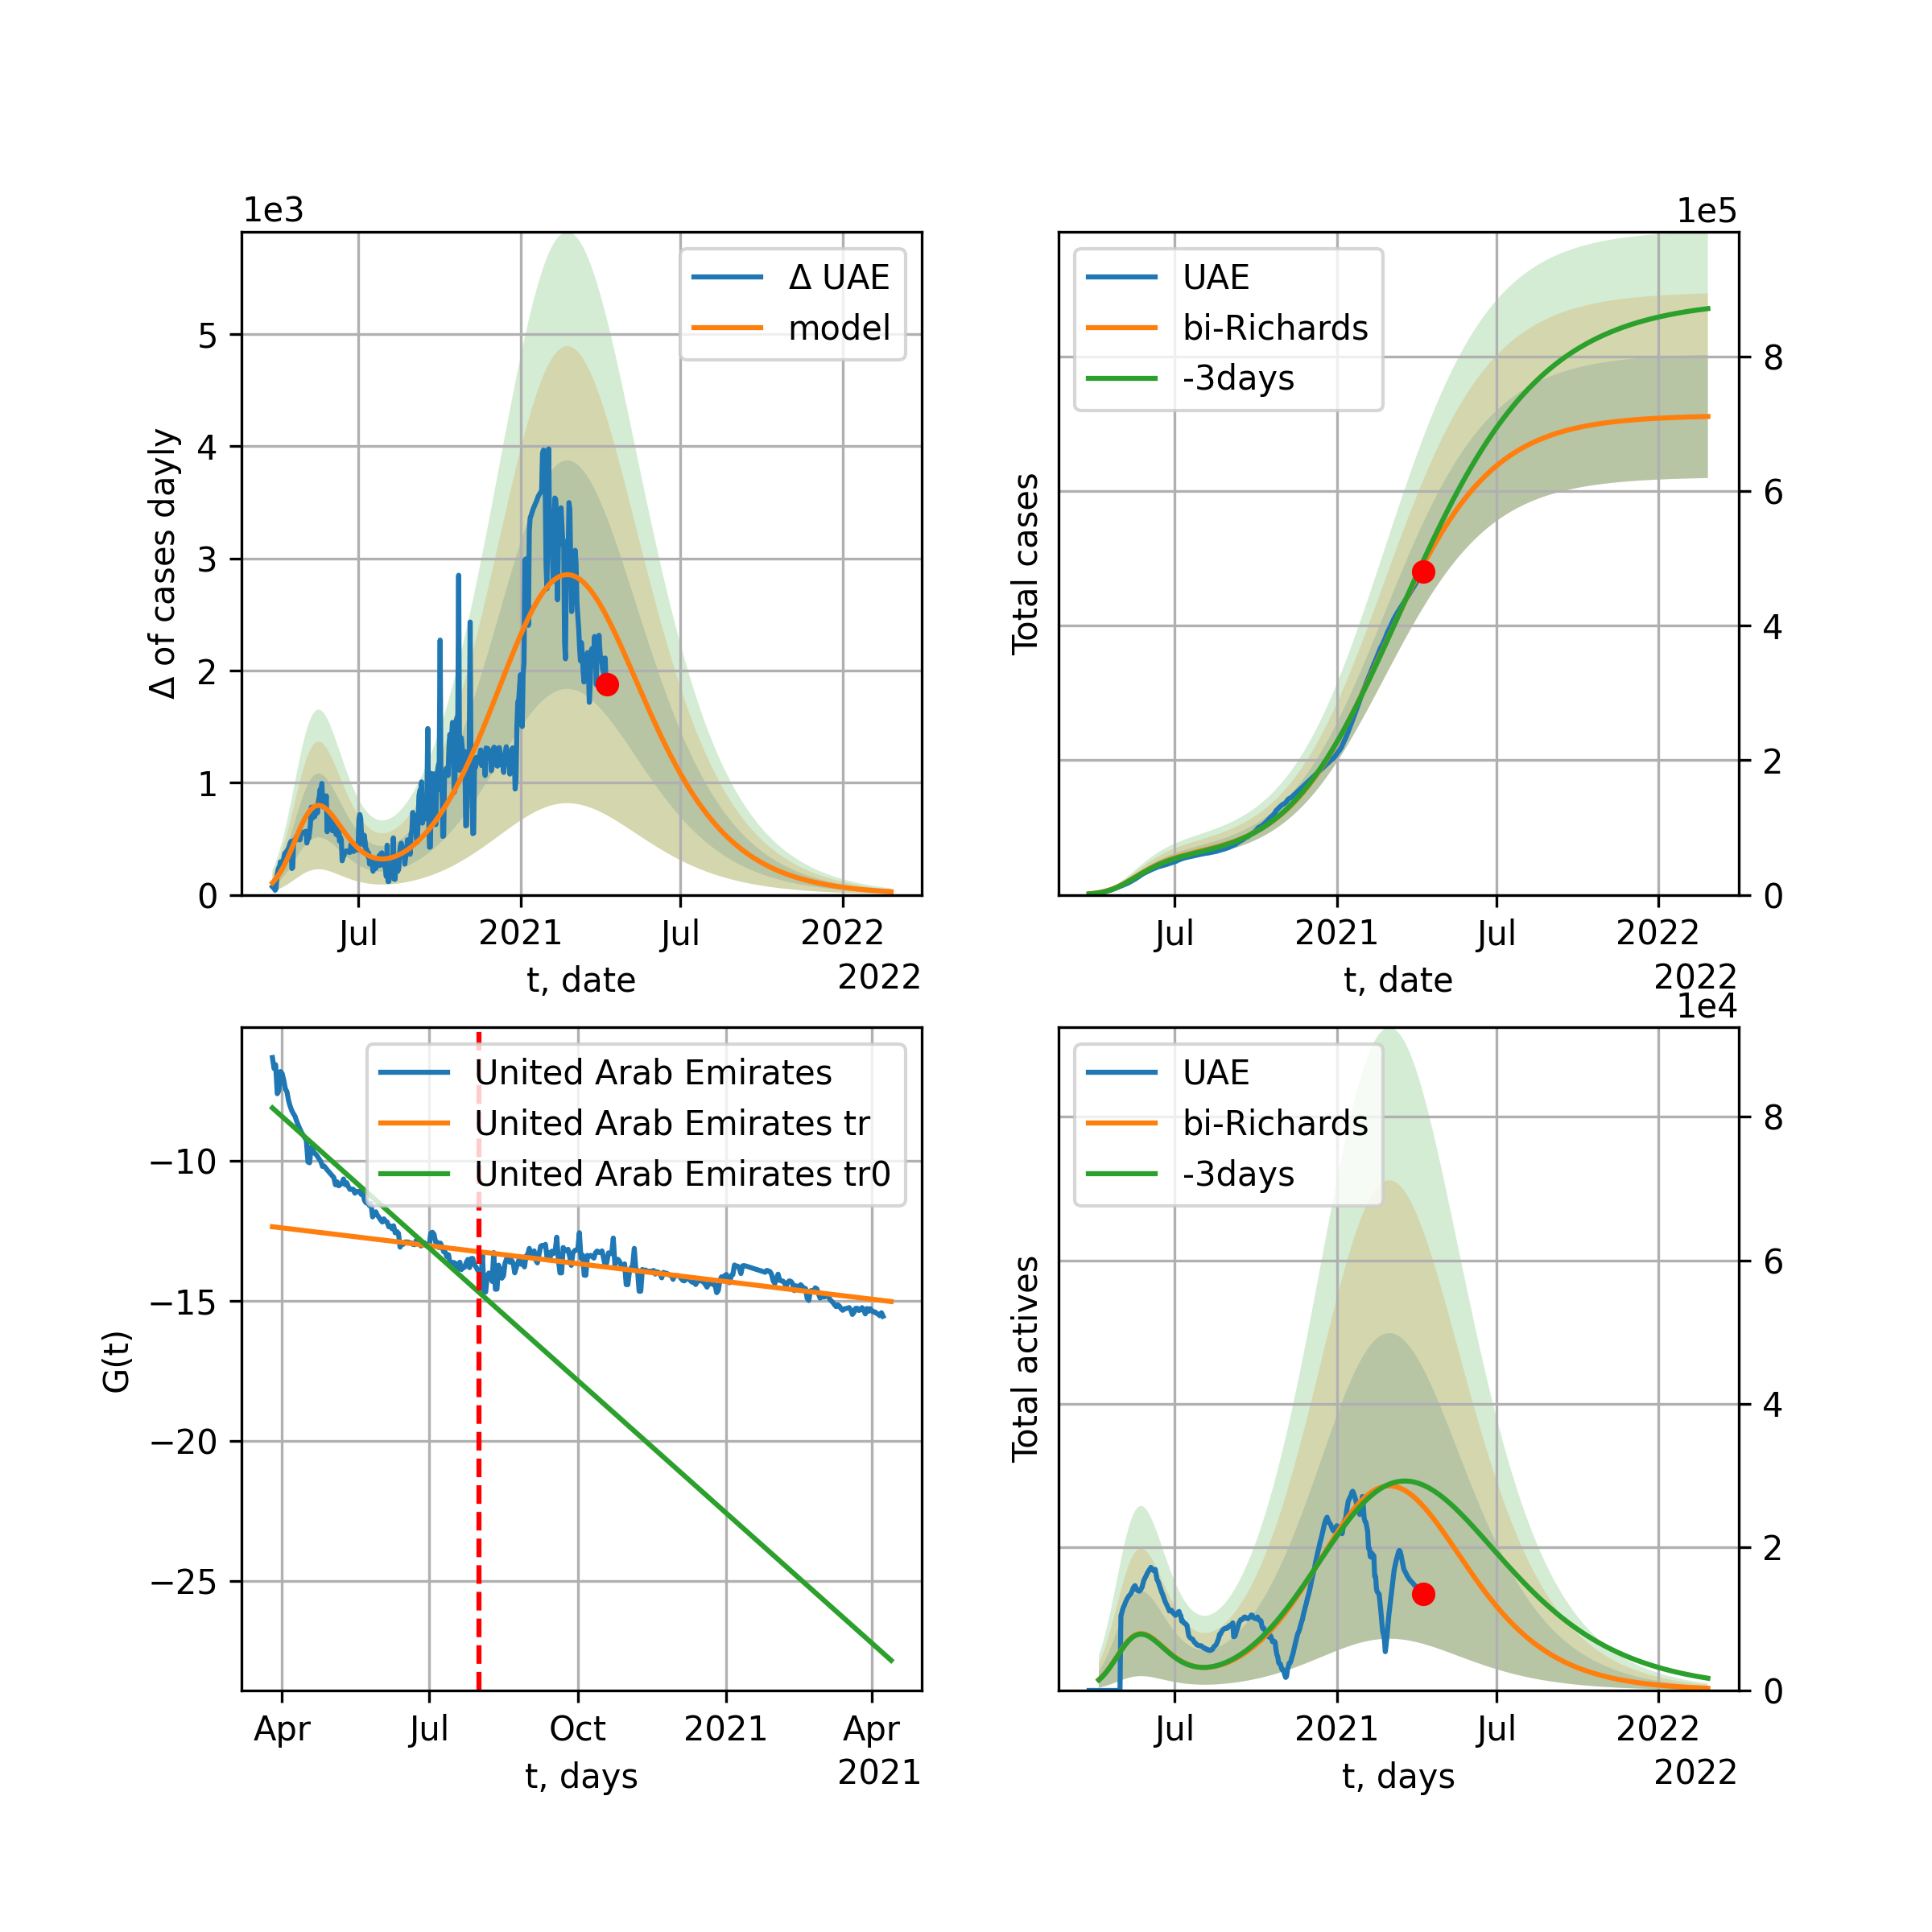 1e3
Δ UAE
model
5
4
3
2
1
0
Δ of cases dayly
Jul
2021
Jul
2022
t, date
2022
1e5
UAE
bi-Richards
-3days
8
6
4
2
0
Total cases
Jul
2021
Jul
2022
t, date
2022
United Arab Emirates
United Arab Emirates tr
United Arab Emirates tr0
−10
−15
−20
−25
G(t)
Apr
Jul
Oct
2021
Apr
t, days
2021
1e4
UAE
bi-Richards
-3days
8
6
4
2
0
Total actives
Jul
2021
Jul
2022
t, days
2022